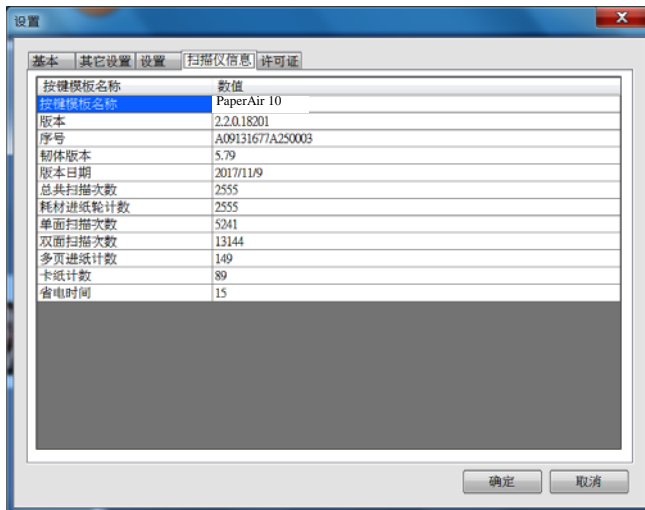 设置
基本 其它设置 设置 扫描仪信息 许可证
按键模板名称 数值
按键模板名称 PaperAir 10
版本 2.2.0.18201
序号 A09131677A250003
韧体版本 5.79
版本日期 2017/11/9
总共扫描次数 2555
耗材进纸轮计数 2555
单面扫描次数 5241
双面扫描次数 13144
多页进纸计数 149
卡纸计数 89
省电时间 15
确定 取消